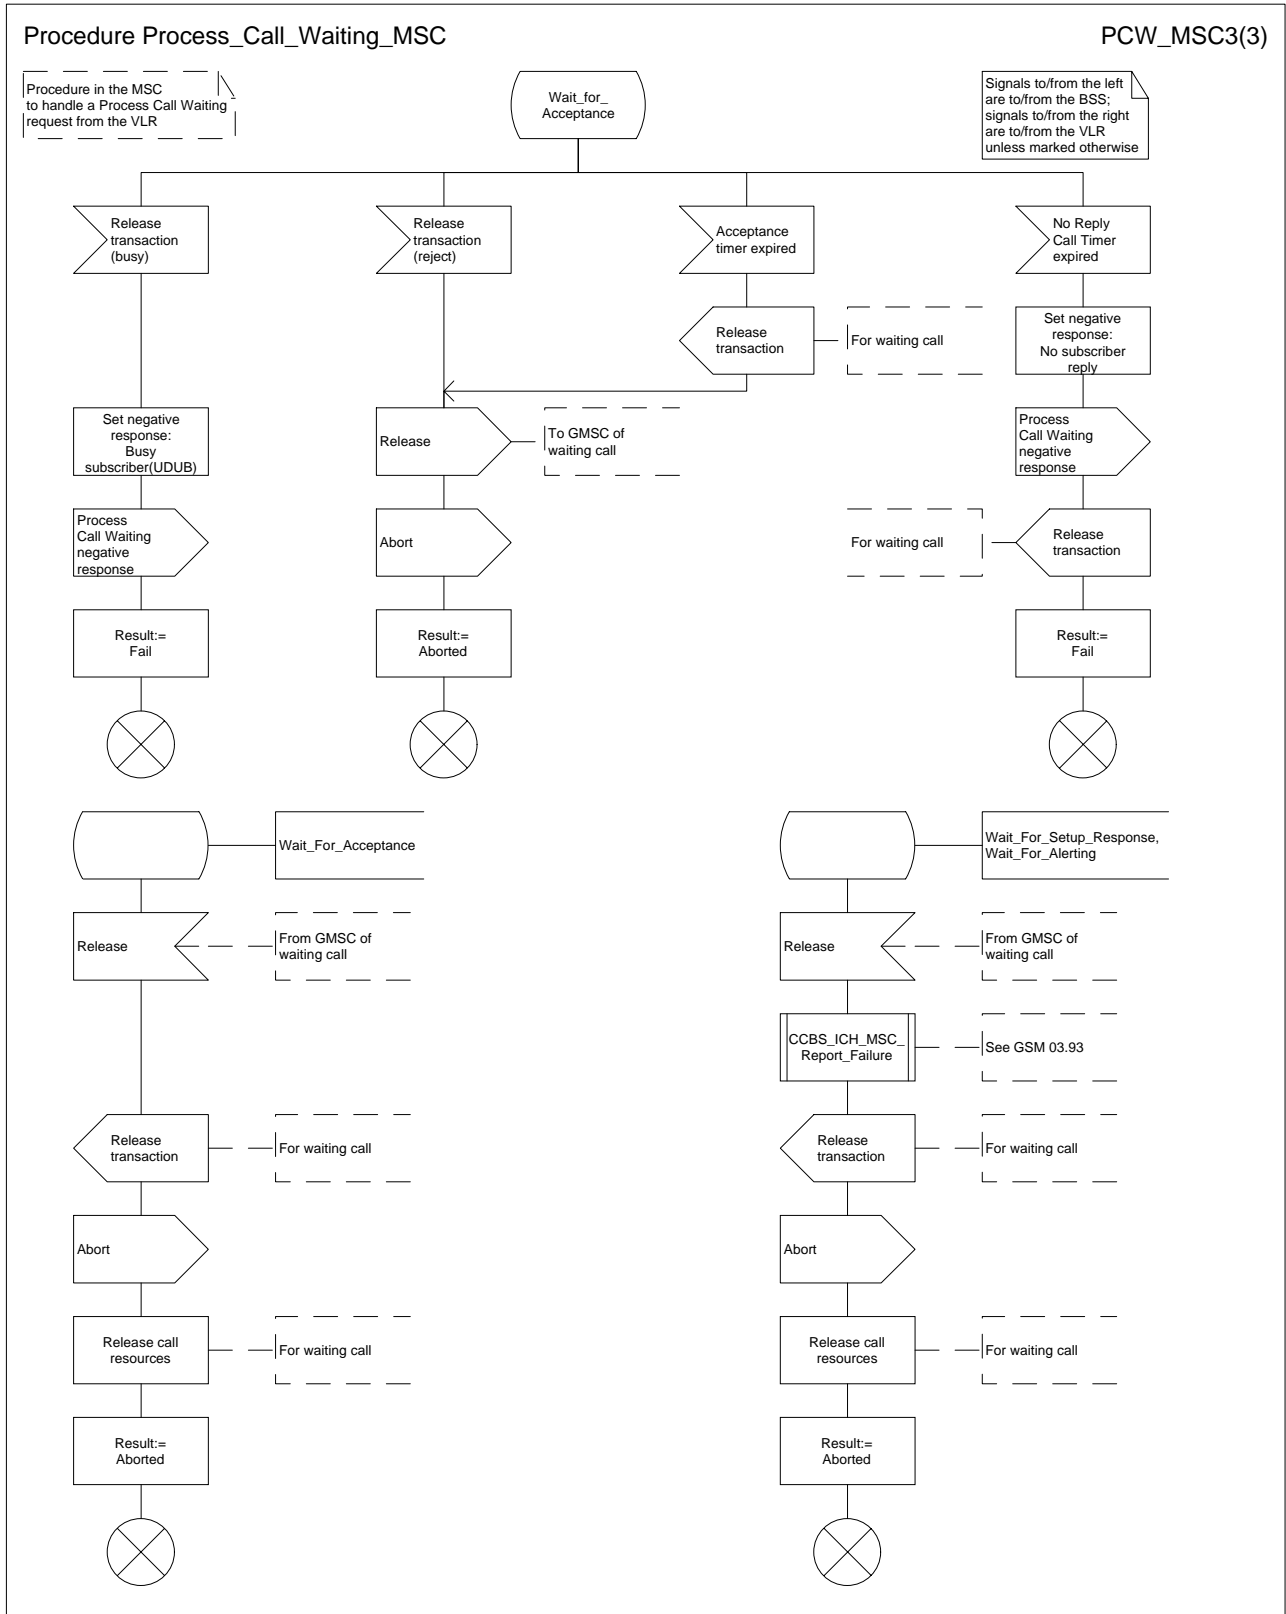 Procedure Process_Call_Waiting_MSC
PCW_MSC3(3)
Procedure in the MSC
to handle a Process Call Waiting
request from the VLR
Wait_for_
Acceptance
Signals to/from the left
are to/from the BSS;
signals to/from the right
are to/from the VLR
unless marked otherwise
Release
transaction
(busy)
Release
transaction
(reject)
Acceptance
timer expired
No Reply
Call Timer
expired
Release
transaction
For waiting call
Set negative
response:
No subscriber
reply
Set negative
response:
Busy
subscriber(UDUB)
Release
To GMSC of
waiting call
Process
Call Waiting
negative
response
Process
Call Waiting
negative
response
Abort
For waiting call
Release
transaction
Result:=
Fail
Result:=
Aborted
Result:=
Fail
Wait_For_Acceptance
Wait_For_Setup_Response,
Wait_For_Alerting
Release
From GMSC of
waiting call
Release
From GMSC of
waiting call
CCBS_ICH_MSC_
Report_Failure
See GSM 03.93
Release
transaction
For waiting call
Release
transaction
For waiting call
Abort
Abort
Release call
resources
For waiting call
Release call
resources
For waiting call
Result:=
Aborted
Result:=
Aborted